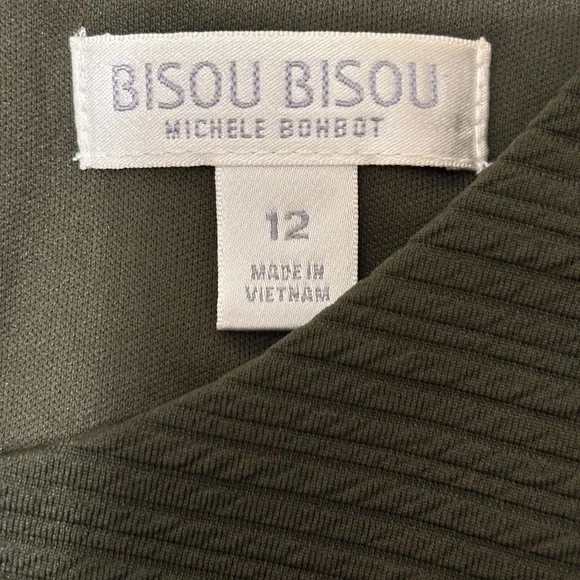 BISOU BISOU
MICHELE BOHBOT
12
MADE IN
VIETNAM